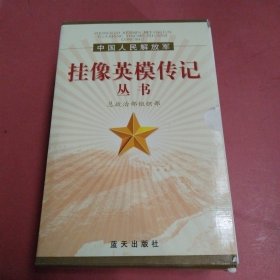 中国人民解放军
挂像英模传记
丛书
总政治部组织部
蓝天出版社